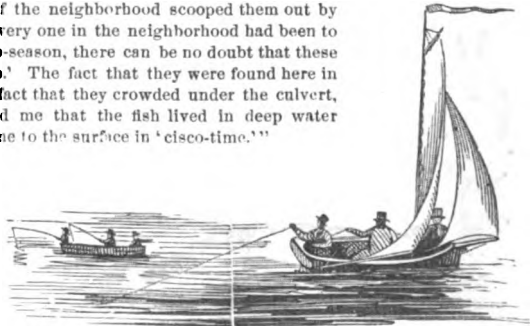 f the neighborhood scooped them out by
very one in the neighborhood had been to
-season, there can be no doubt that these
.' The fact that they were found here in
fact that they crowded under the culvert,
d me that the fish lived in deep water
ne to the surface in 'cisco-time.'"